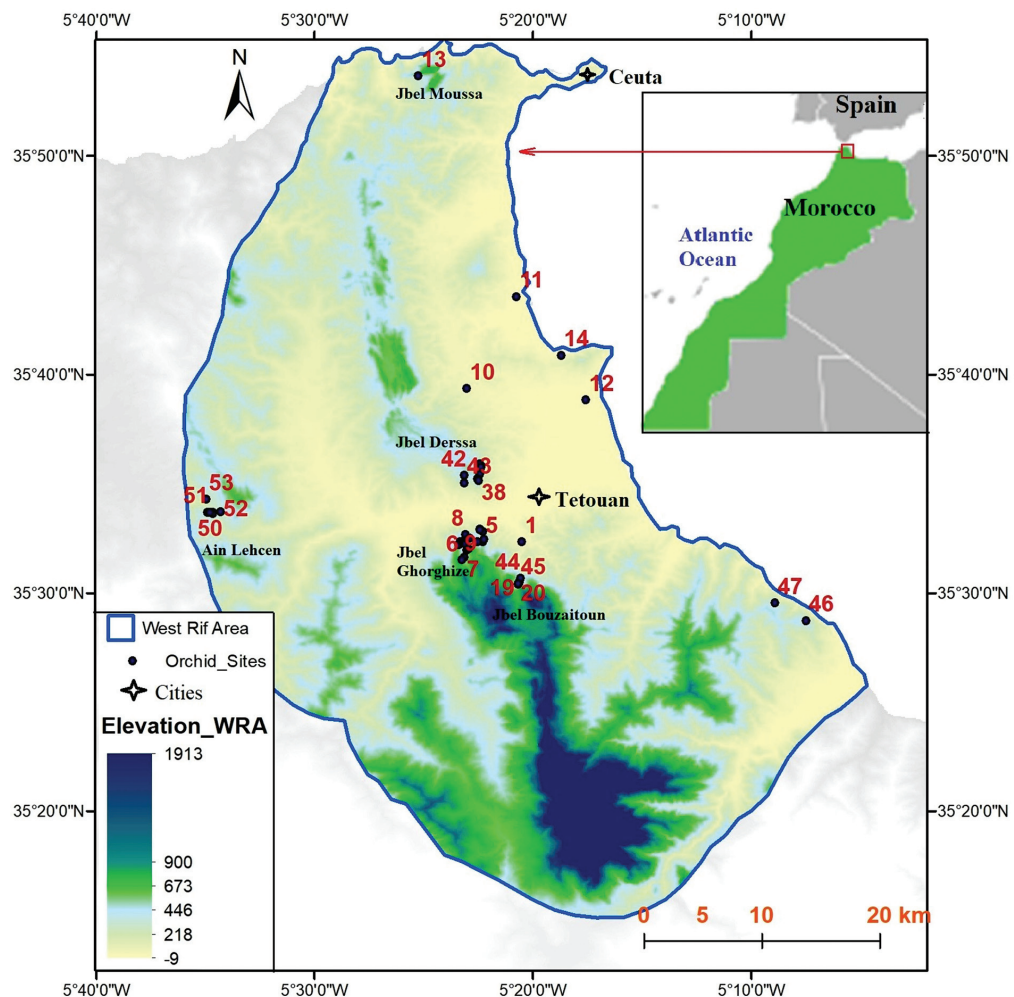 5°40'0"W
5°30'0"W
5°20'0"W
5°10'0"W
N
13
Jbel Moussa
Ceuta
Spain
Morocco
Atlantic
Ocean
35°50'0"N
35°50'0"N
11
14
35°40'0"N
10
12
35°40'0"N
Jbel Derssa
42
43
38
Tetouan
53
51
52
50
Ain Lehcen
8
5
1
6
9
Jbel
Ghorghize
7
44
45
19
20
Jbel Bouzaitoun
47
46
35°30'0"N
35°30'0"N
West Rif Area
Orchid_Sites
Cities
Elevation_WRA
1913
900
673
446
218
-9
35°20'0"N
35°20'0"N
0 5 10 20 km
5°40'0"W
5°30'0"W
5°20'0"W
5°10'0"W